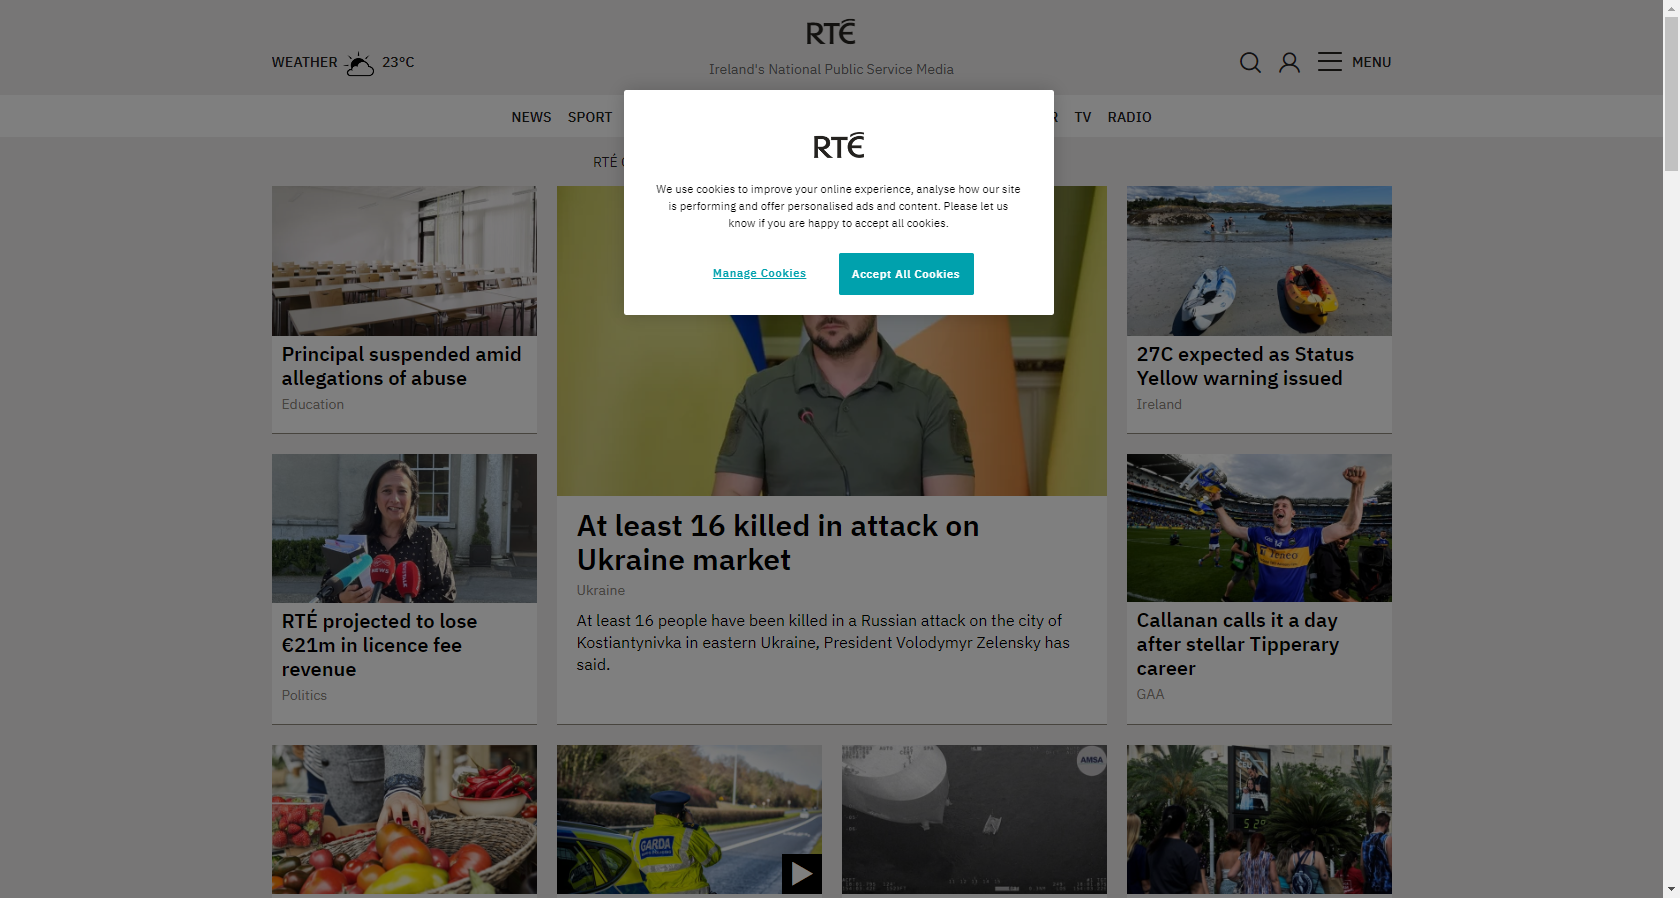 RTÉ
WEATHER 23°C
Ireland's National Public Service Media
MENU
NEWS SPORT TV RADIO
RTÉ
RTÉ
We use cookies to improve your online experience, analyse how our site
is performing and offer personalised ads and content. Please let us
know if you are happy to accept all cookies.
Manage Cookies
Accept All Cookies
Principal suspended amid
allegations of abuse
Education
27C expected as Status
Yellow warning issued
Ireland
RTÉ projected to lose
€21m in licence fee
revenue
Politics
At least 16 killed in attack on
Ukraine market
Ukraine
At least 16 people have been killed in a Russian attack on the city of
Kostiantynivka in eastern Ukraine, President Volodymyr Zelensky has
said.
Teneo
Callanan calls it a day
after stellar Tipperary
career
GAA
GARDA
AMSA